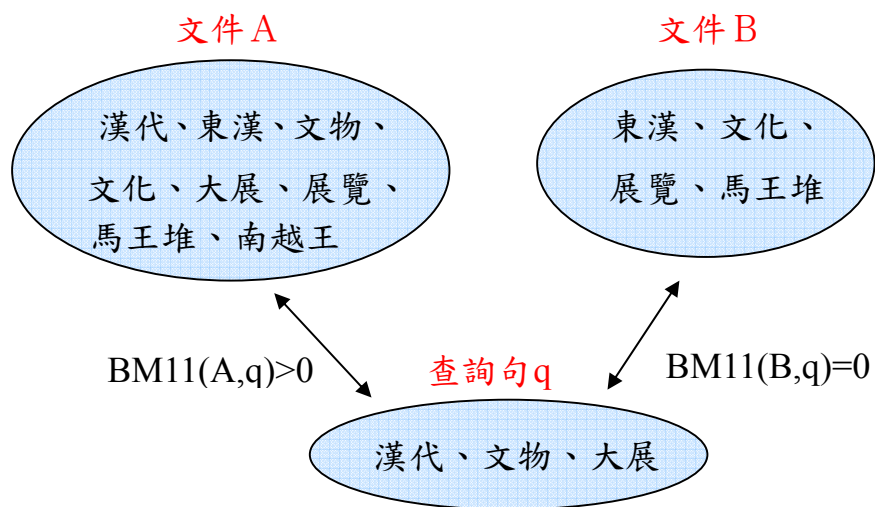 文件A
漢代、東漢、文物、
文化、大展、展覽、
馬王堆、南越王
文件B
東漢、文化、
展覽、馬王堆
BM11(A,q)>0
BM11(B,q)=0
查詢句q
漢代、文物、大展